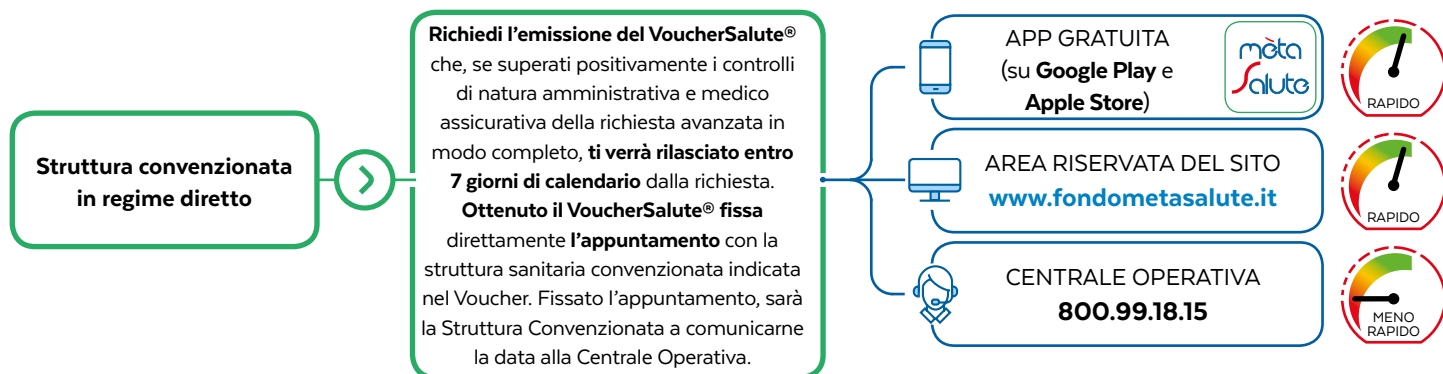 Struttura convenzionata
in regime diretto
Richiedi l'emissione del VoucherSalute®
che, se superati positivamente i controlli
di natura amministrativa e medico
assicurativa della richiesta avanzata in
modo completo, ti verrà rilasciato entro
7 giorni di calendario dalla richiesta.
Ottenuto il VoucherSalute® fissa
direttamente l'appuntamento con la
struttura sanitaria convenzionata indicata
nel Voucher. Fissato l'appuntamento, sarà
la Struttura Convenzionata a comunicarne
la data alla Centrale Operativa.
APP GRATUITA
(su Google Play e
Apple Store)
mèta
Salute
RAPIDO
AREA RISERVATA DEL SITO
www.fondometasalute.it
RAPIDO
CENTRALE OPERATIVA
800.99.18.15
MENO
RAPIDO